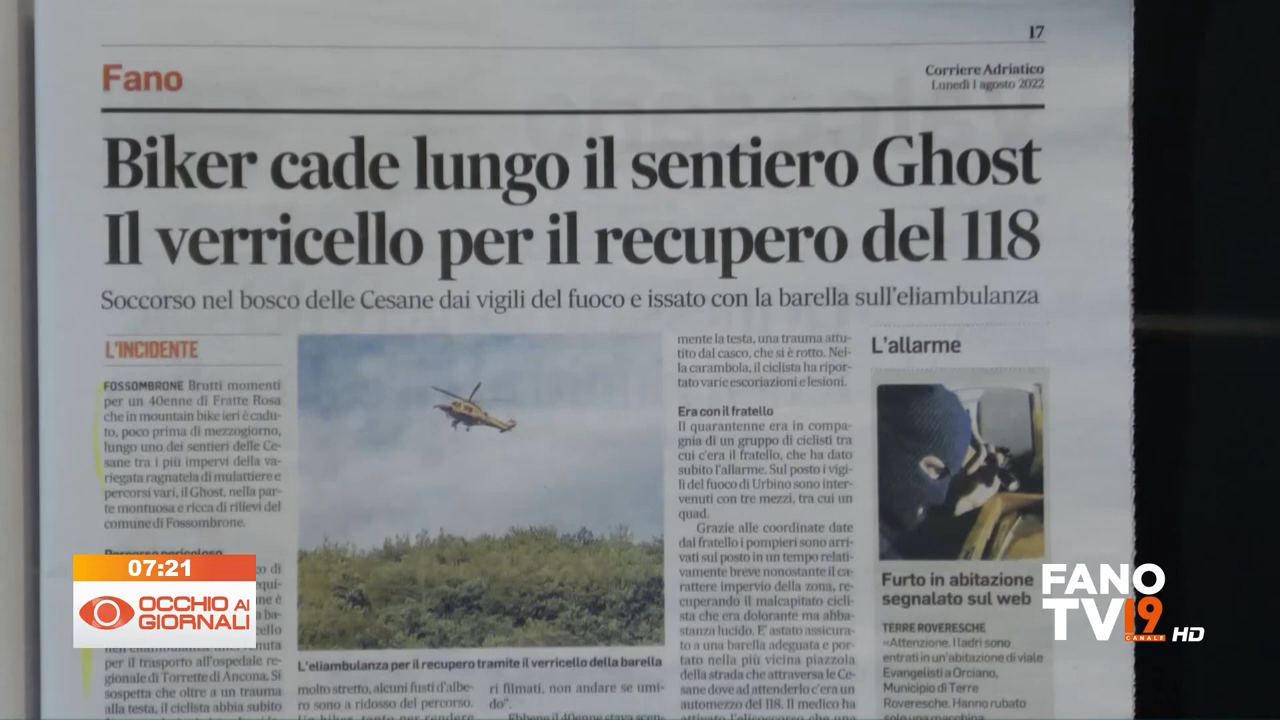 17
Fano
Corriere Adriatico
Lunedì 1 agosto 2022
Biker cade lungo il sentiero Ghost
Il verricello per il recupero del 118
Soccorso nel bosco delle Cesane dai vigili del fuoco e issato con la barella sull'eliambulanza
L'INCIDENTE
FOSSOMBRONE Brutti momenti
per un 40enne di Fratte Rosa
che in mountain bike ieri è cadu-
to, poco prima di mezzogiorno,
lungo uno dei sentieri delle Ce-
sane tra i più impervi della va-
riegata ragnatela di mulattiere e
percorsi vari, il Ghost, nella par-
te montuosa e ricca di rilievi del
comune di Fossombrone.
Percorso pericoloso
per il trasporto all'ospedale re-
gionale di Torrette di Ancona. Si
sospetta che oltre a un trauma
alla testa, il ciclista abbia subito
L'eliambulanza per il recupero tramite il verricello della barella
molto stretto, alcuni fusti d'albe-
ro sono a ridosso del percorso.
ri filmati, non andare se umi-
do".
Ebbene il 40enne stava scen-
mente la testa, una trauma attu-
tito dal casco, che si è rotto. Nel-
la carambola, il ciclista ha ripor-
tato varie escoriazioni e lesioni.
Era con il fratello
Il quarantenne era in compa-
gnia di un gruppo di ciclisti tra
cui c'era il fratello, che ha dato
subito l'allarme. Sul posto i vigi-
li del fuoco di Urbino sono inter-
venuti con tre mezzi, tra cui un
quad.
Grazie alle coordinate date
dal fratello i pompieri sono arri-
vati sul posto in un tempo relati-
vamente breve nonostante il ca-
rattere impervio della zona, re-
cuperando il malcapitato cicli-
sta che era dolorante ma abba-
stanza lucido. E' astato assicura-
to a una barella adeguata e por-
tato nella più vicina piazzola
della strada che attraversa le Ce-
sane dove ad attenderlo c'era un
automezzo del 118. Il medico ha
L'allarme
Furto in abitazione
segnalato sul web
TERRE ROVERESCHE
«Attenzione. I ladri sono
entrati in un'abitazione di viale
Evangelisti a Orciano,
Municipio di Terre
Roveresche. Hanno rubato
solo una macchina
07:21
OCCHIO AI
GIORNALI
FANO
TV19
CANALE
HD